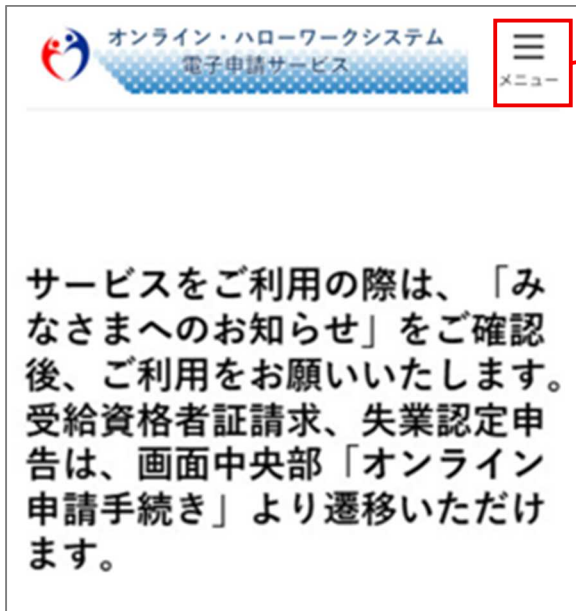 オンライン・ハローワークシステム
電子申請サービス
メニュー
サービスをご利用の際は、「み
なさまへのお知らせ」をご確認
後、ご利用をお願いいたします。
受給資格者証請求、失業認定申
告は、画面中央部「オンライン
申請手続き」より遷移いただけ
ます。